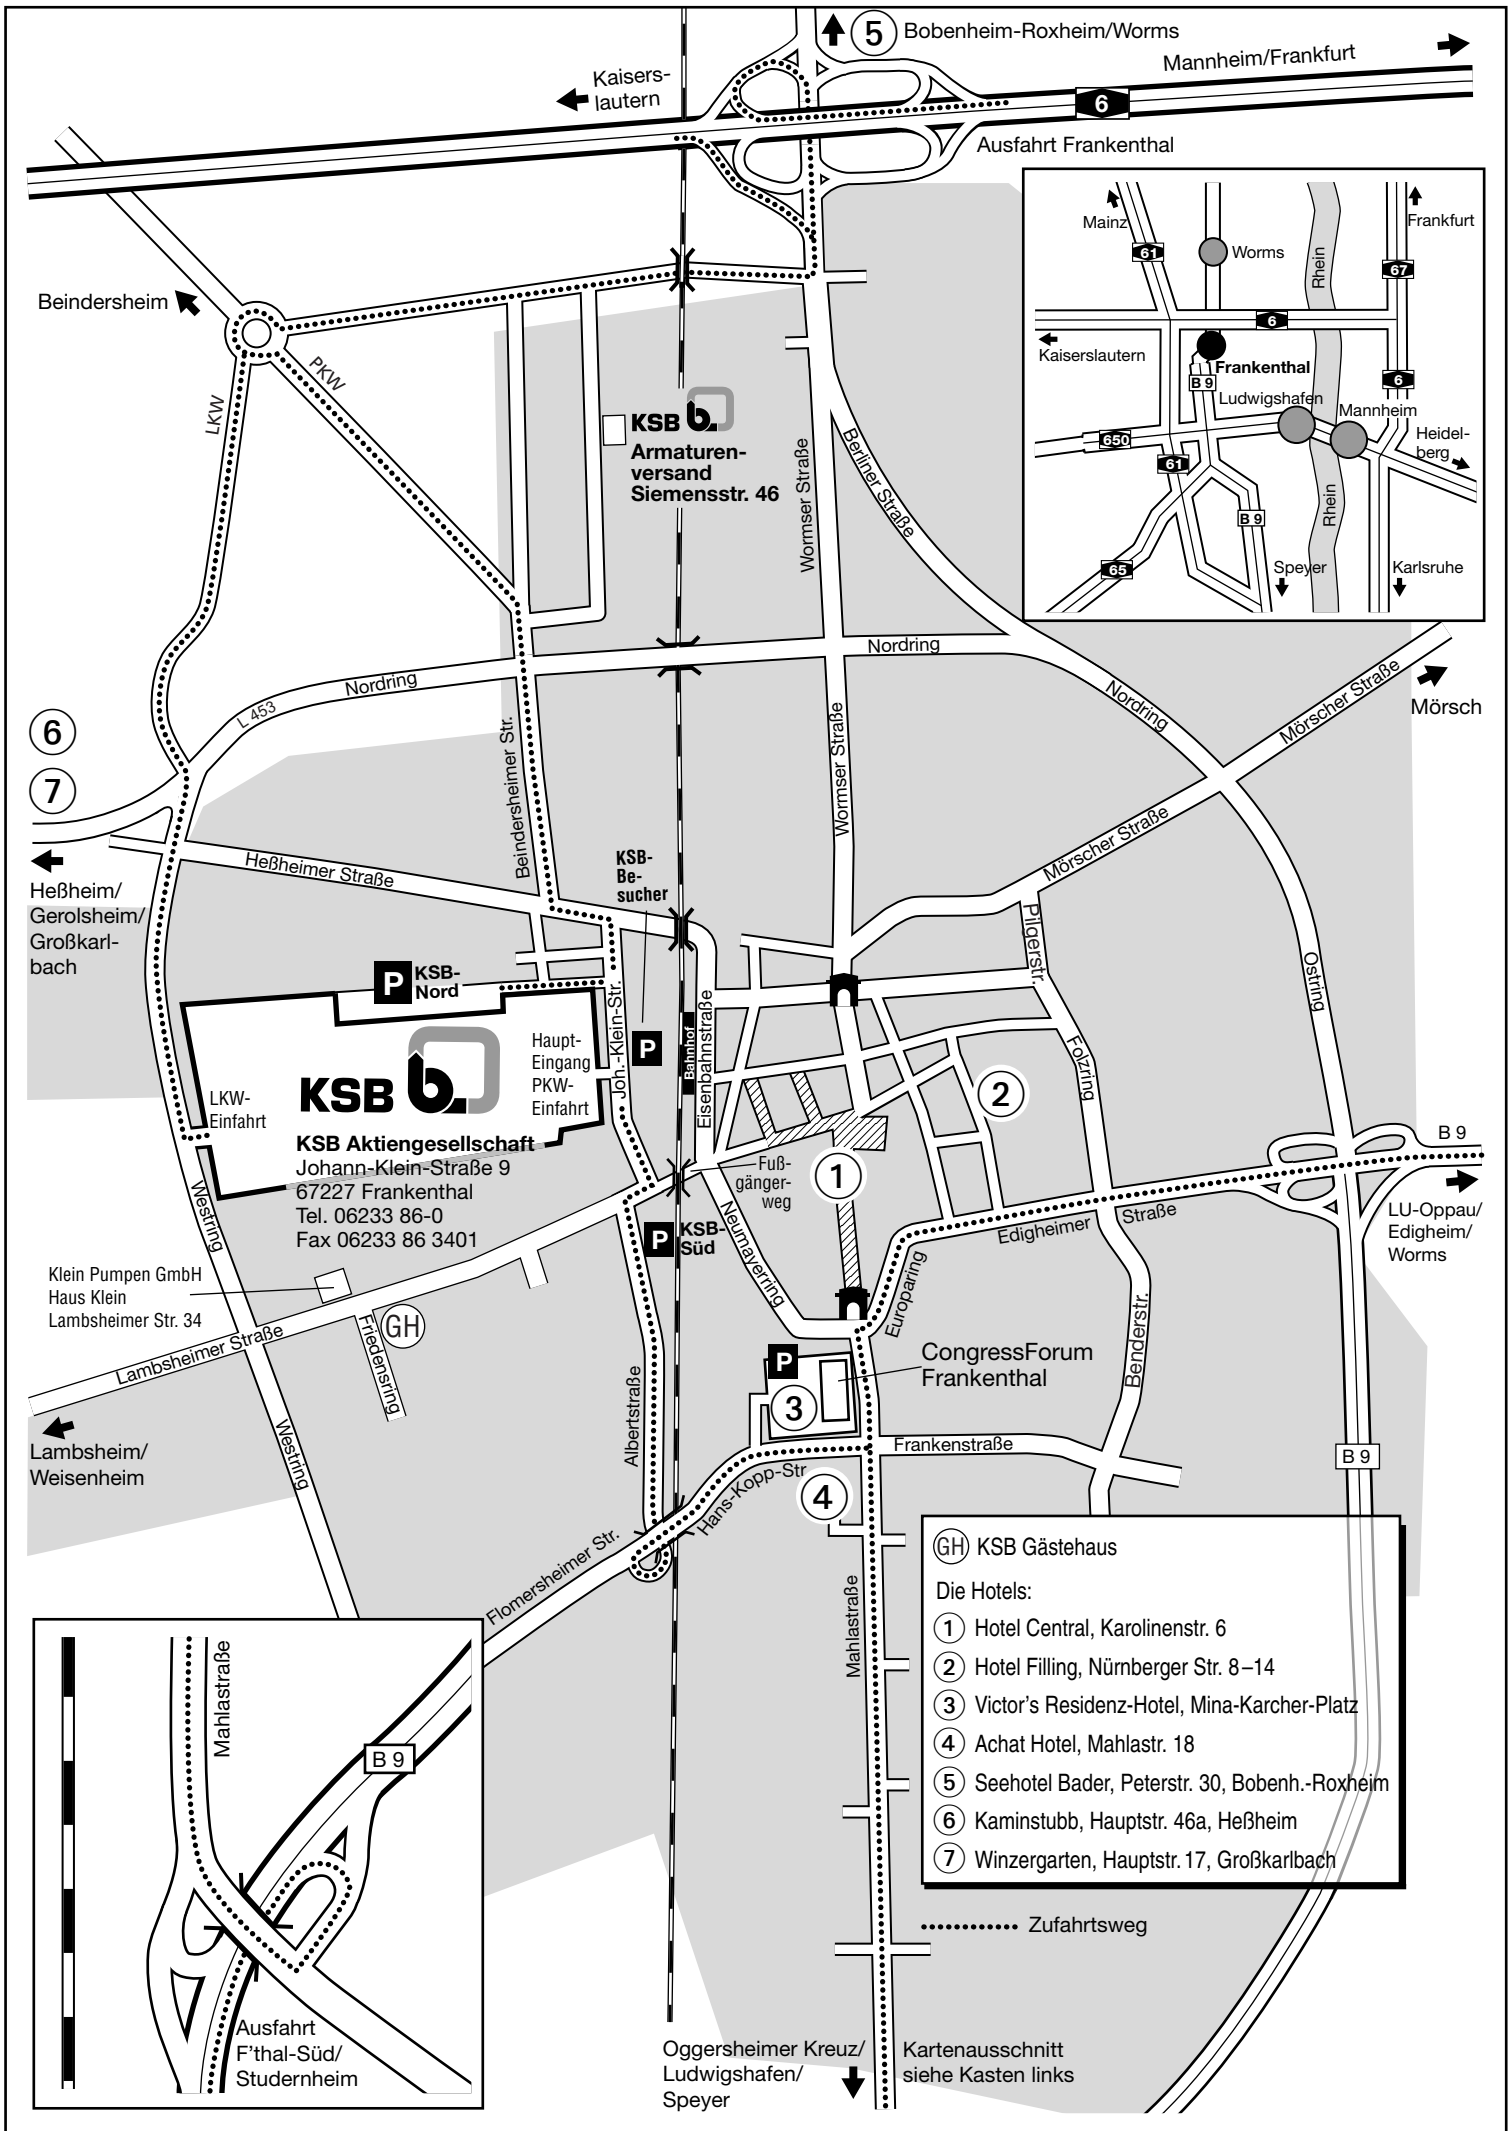 5 Bobenheim-Roxheim/Worms
Mannheim/Frankfurt
Kaisers-
lautern
6
Ausfahrt Frankenthal
Mainz
Frankfurt
61
Worms
Rhein
67
6
Kaiserslautern
Frankenthal
B 9
6
Ludwigshafen
Mannheim
650
Heidel-
berg
61
Rhein
B 9
65
Speyer
Karlsruhe
Beindersheim
PKW
LKW
KSB b.
Armaturen-
versand
Siemensstr. 46
Wormser Straße
Berliner Straße
Nordring
Nordring
L 453
Nordring
Mörscher Straße
Mörsch
6
7
Beindersheimer Str.
Wormser Straße
Mörscher Straße
Heßheimer Straße
Heßheim/
Gerolsheim/
Großkarl-
bach
KSB-
Be-
sucher
Pilgerstr.
Ostring
P KSB-
Nord
Joh.-Klein-Str.
Eisenbahnstraße
Bahnhof
P
Haupt-
Eingang
PKW-
Einfahrt
KSB b.
LKW-
Einfahrt
Folzring
2
KSB Aktiengesellschaft
Johann-Klein-Straße 9
67227 Frankenthal
Tel. 06233 86-0
Fax 06233 86 3401
Fuß-
gänger-
weg
1
B 9
LU-Oppau/
Edigheim/
Worms
Westring
P KSB-
Süd
Neumayerring
Edigheimer Straße
Europaring
Klein Pumpen GmbH
Haus Klein
Lambsheimer Str. 34
GH
Friedensring
Lambsheimer Straße
Benderstr.
P
CongressForum
Frankenthal
3
Albertstraße
Westring
Lambsheim/
Weisenheim
Frankenstraße
B 9
Hans-Kopp-Str.
4
Flomersheimer Str.
Mahlastraße
GH KSB Gästehaus
Die Hotels:
1 Hotel Central, Karolinenstr. 6
2 Hotel Filling, Nürnberger Str. 8–14
3 Victor's Residenz-Hotel, Mina-Karcher-Platz
4 Achat Hotel, Mahlastr. 18
5 Seehotel Bader, Peterstr. 30, Bobenh.-Roxheim
6 Kaminstubb, Hauptstr. 46a, Heßheim
7 Winzergarten, Hauptstr. 17, Großkarlbach
Zufahrtsweg
Mahlastraße
B 9
Ausfahrt
F'thal-Süd/
Studernheim
Oggersheimer Kreuz/
Ludwigshafen/
Speyer
Kartenausschnitt
siehe Kasten links